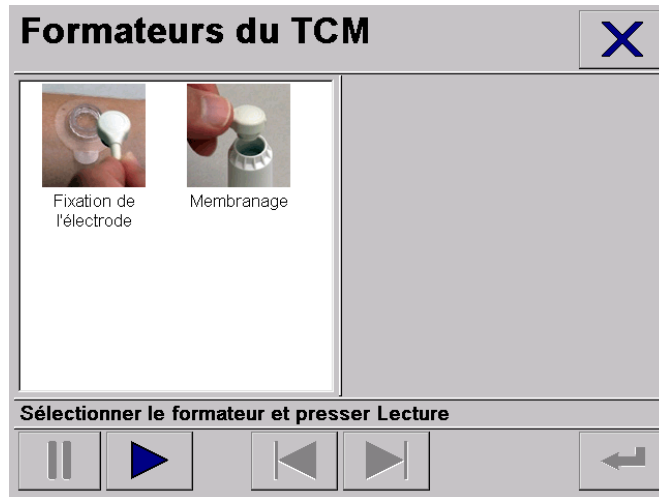 Formateurs du TCM
Fixation de
l'électrode
Membranage
Sélectionner le formateur et presser Lecture